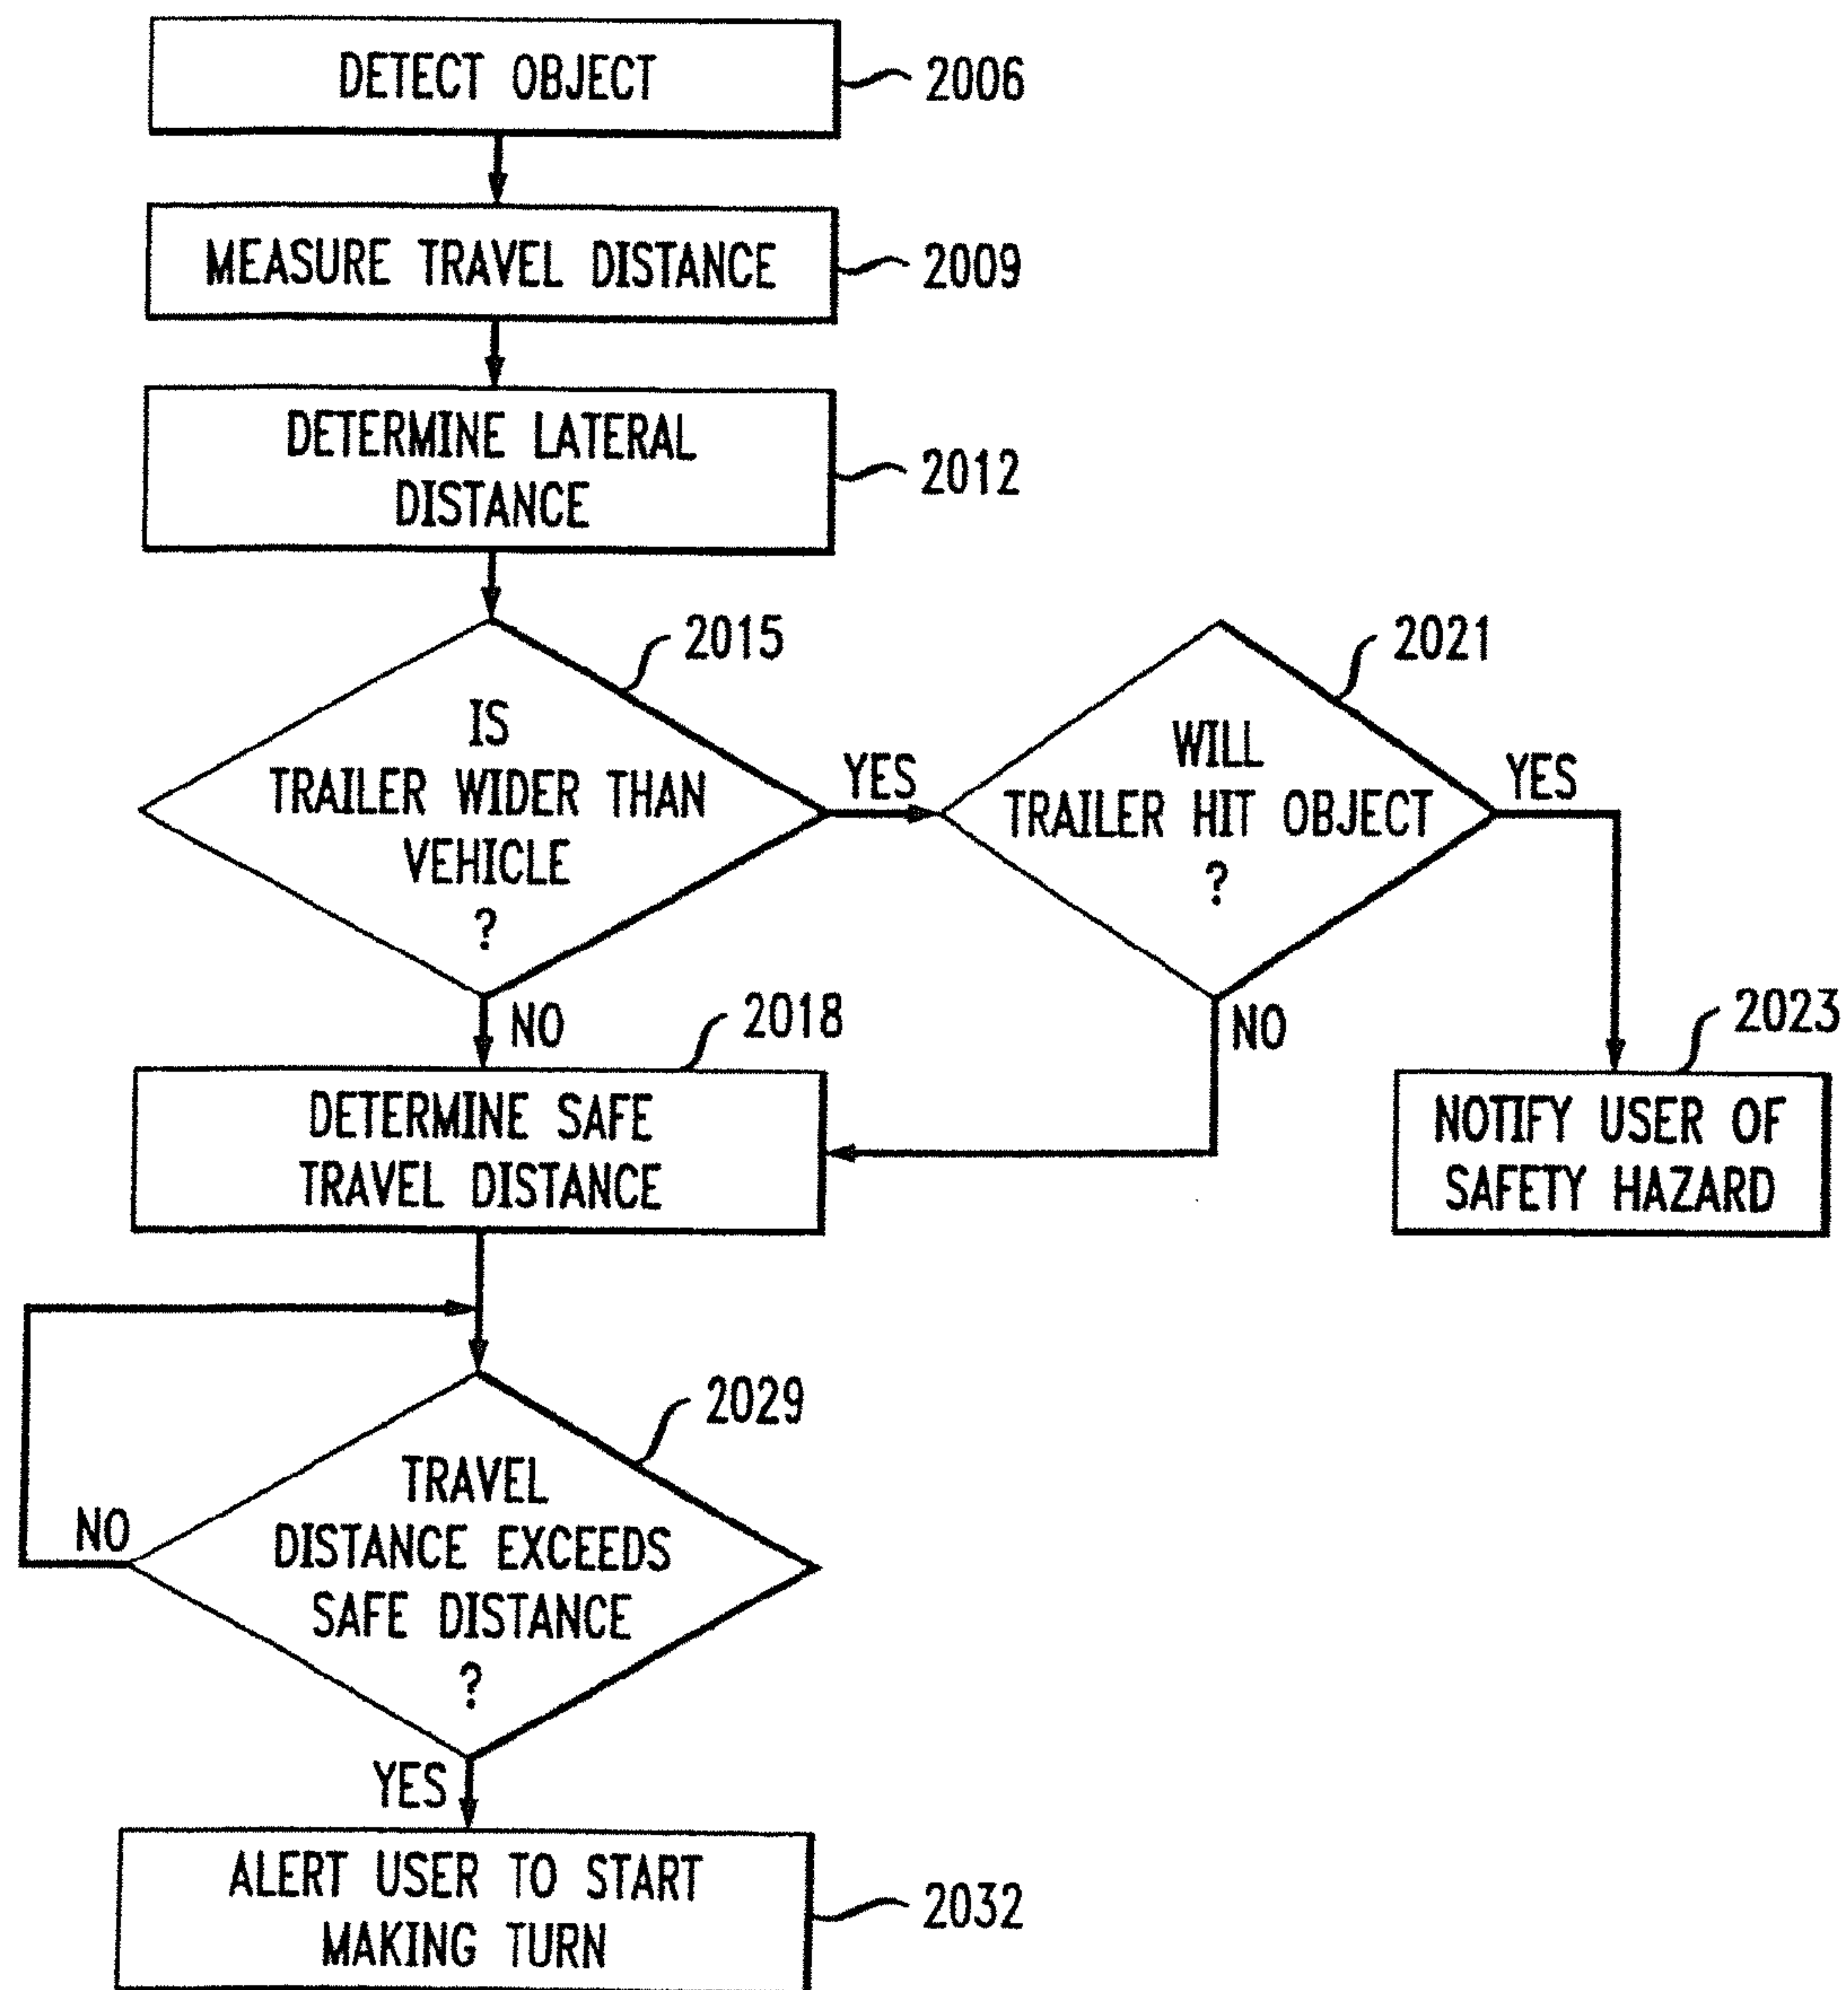 DETECT OBJECT
2006
MEASURE TRAVEL DISTANCE
2009
DETERMINE LATERAL
DISTANCE
2012
2015
IS
TRAILER WIDER THAN
VEHICLE
?
YES
2021
WILL
TRAILER HIT OBJECT
?
YES
NO
2018
NO
2023
DETERMINE SAFE
TRAVEL DISTANCE
NOTIFY USER OF
SAFETY HAZARD
2029
TRAVEL
DISTANCE EXCEEDS
SAFE DISTANCE
?
NO
YES
ALERT USER TO START
MAKING TURN
2032